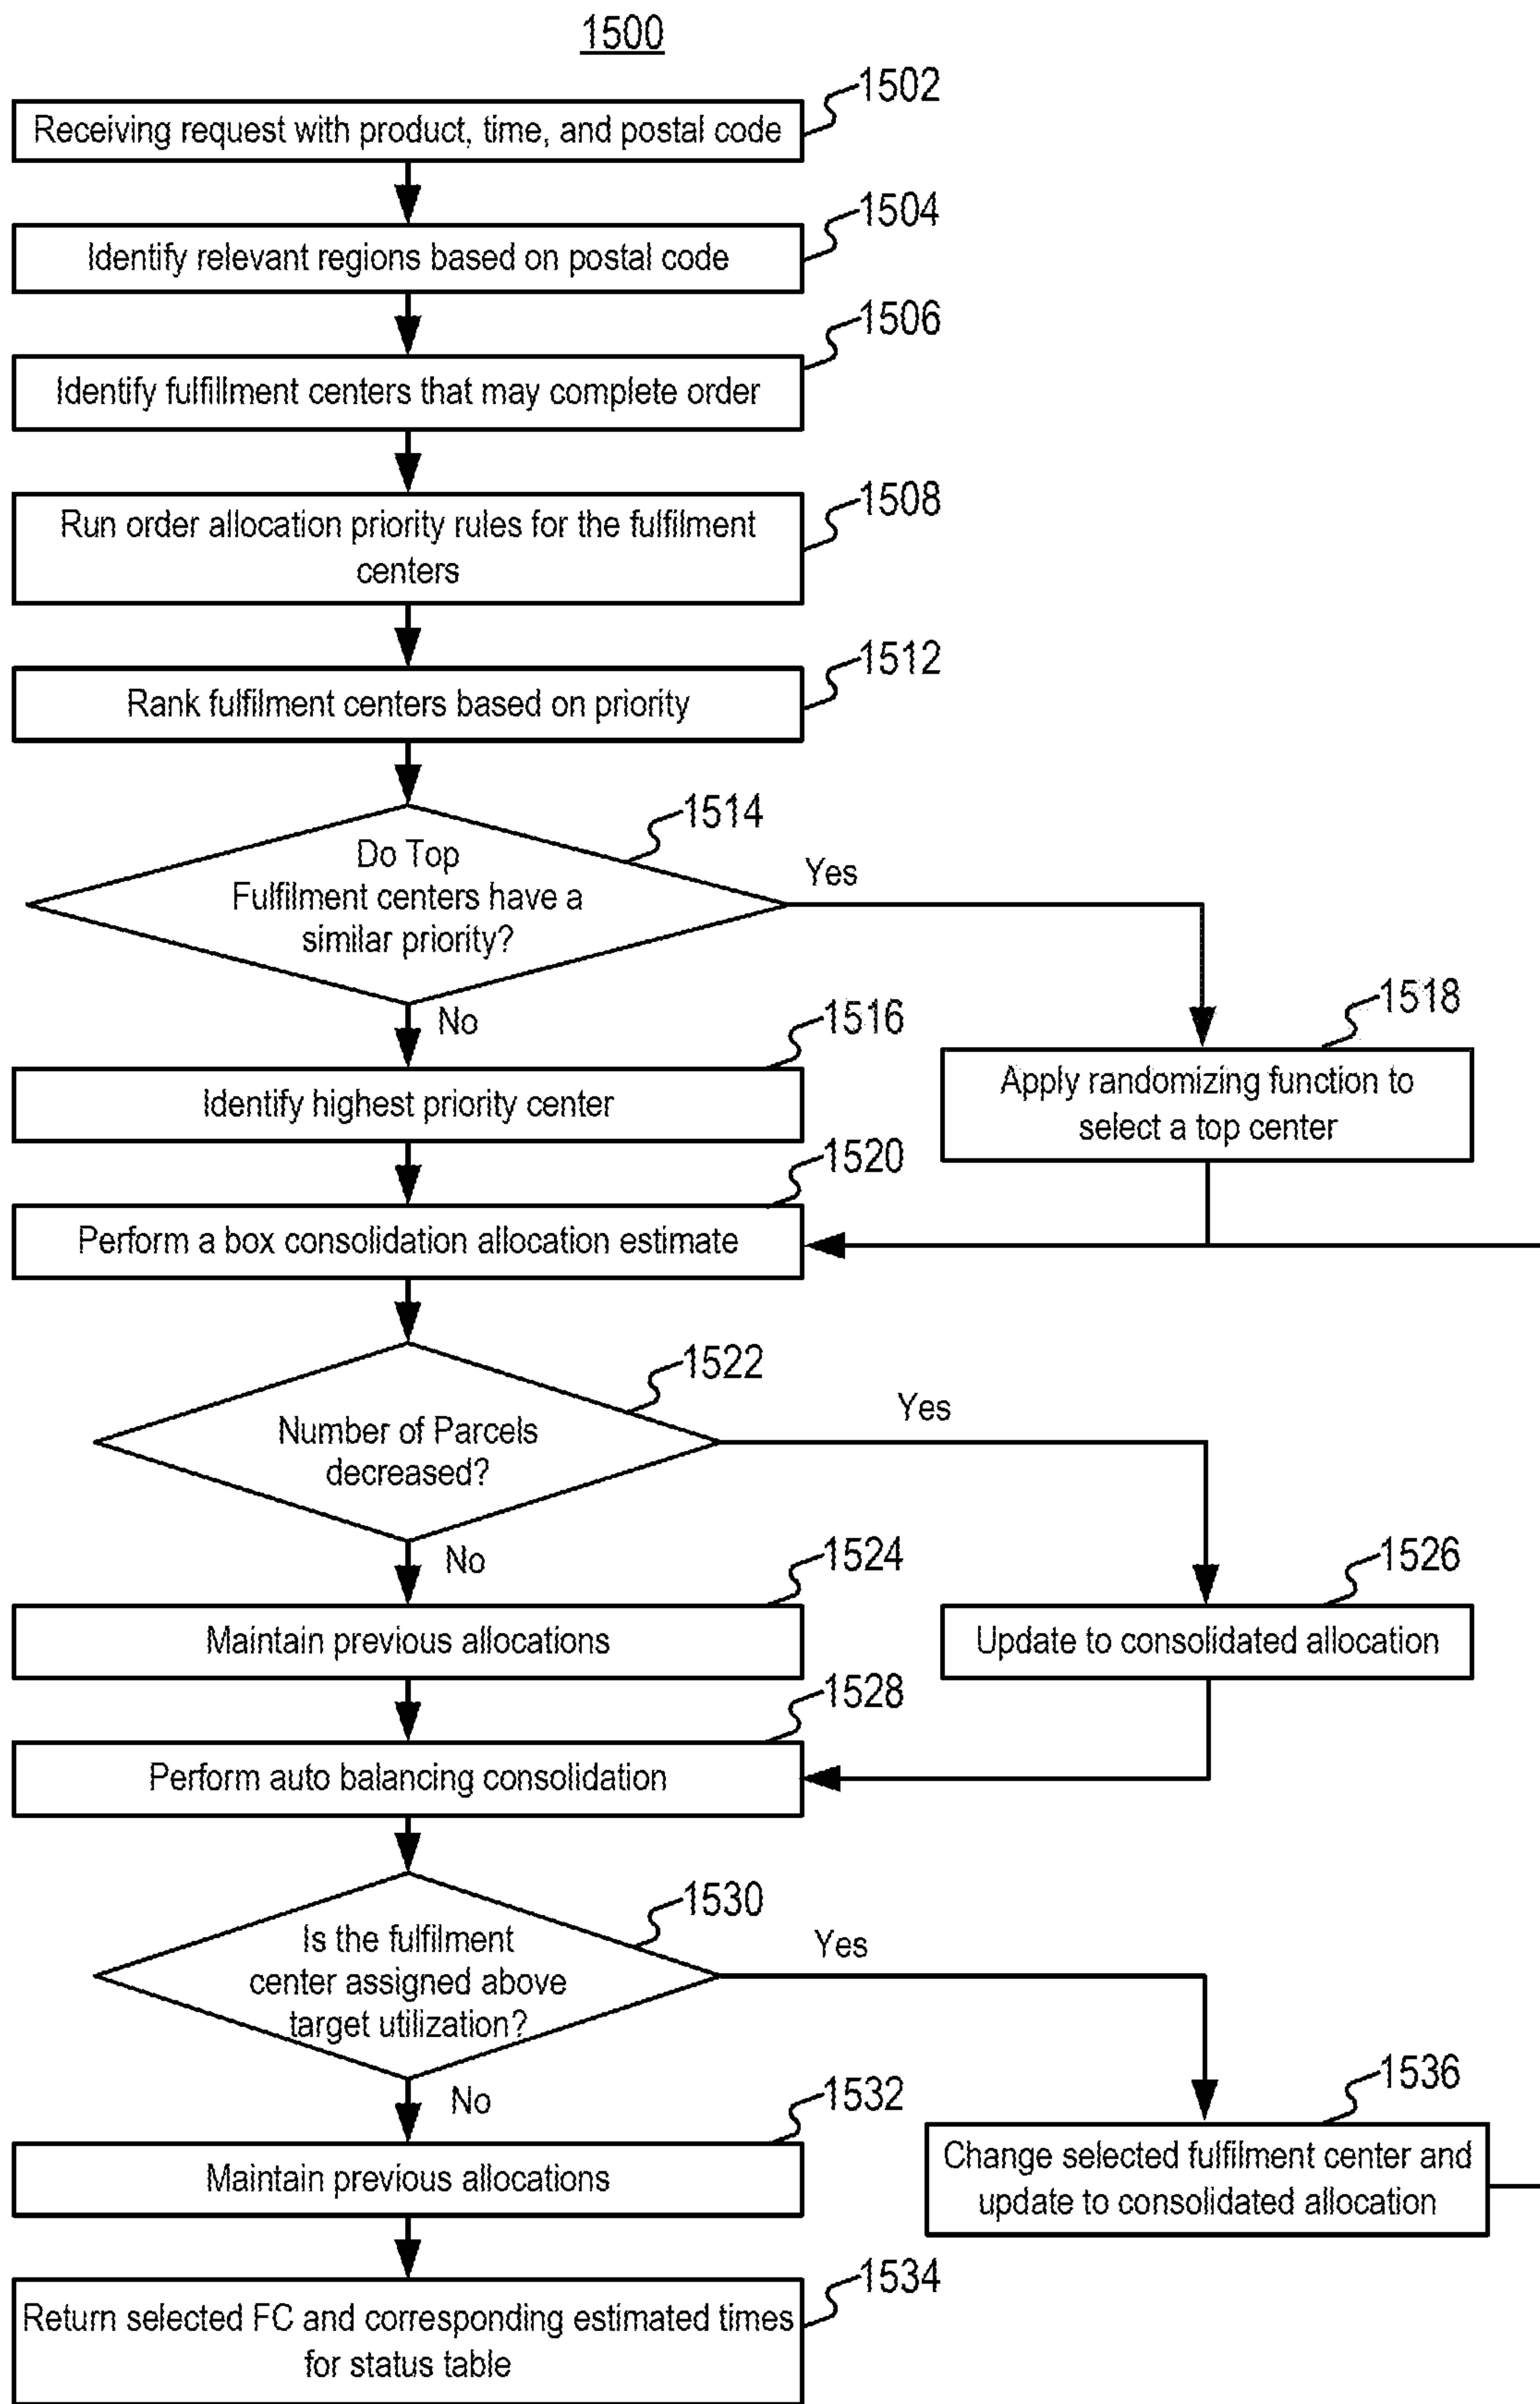 1500
1502
Receiving request with product, time, and postal code
1504
Identify relevant regions based on postal code
1506
Identify fulfillment centers that may complete order
1508
Run order allocation priority rules for the fulfilment
centers
1512
Rank fulfilment centers based on priority
1514
Do Top
Fulfilment centers have a
similar priority?
Yes
No
1516
Identify highest priority center
1518
Apply randomizing function to
select a top center
1520
Perform a box consolidation allocation estimate
1522
Number of Parcels
decreased?
Yes
No
1524
Maintain previous allocations
1526
Update to consolidated allocation
1528
Perform auto balancing consolidation
1530
Is the fulfilment
center assigned above
target utilization?
Yes
No
1532
Maintain previous allocations
1536
Change selected fulfilment center and
update to consolidated allocation
1534
Return selected FC and corresponding estimated times
for status table